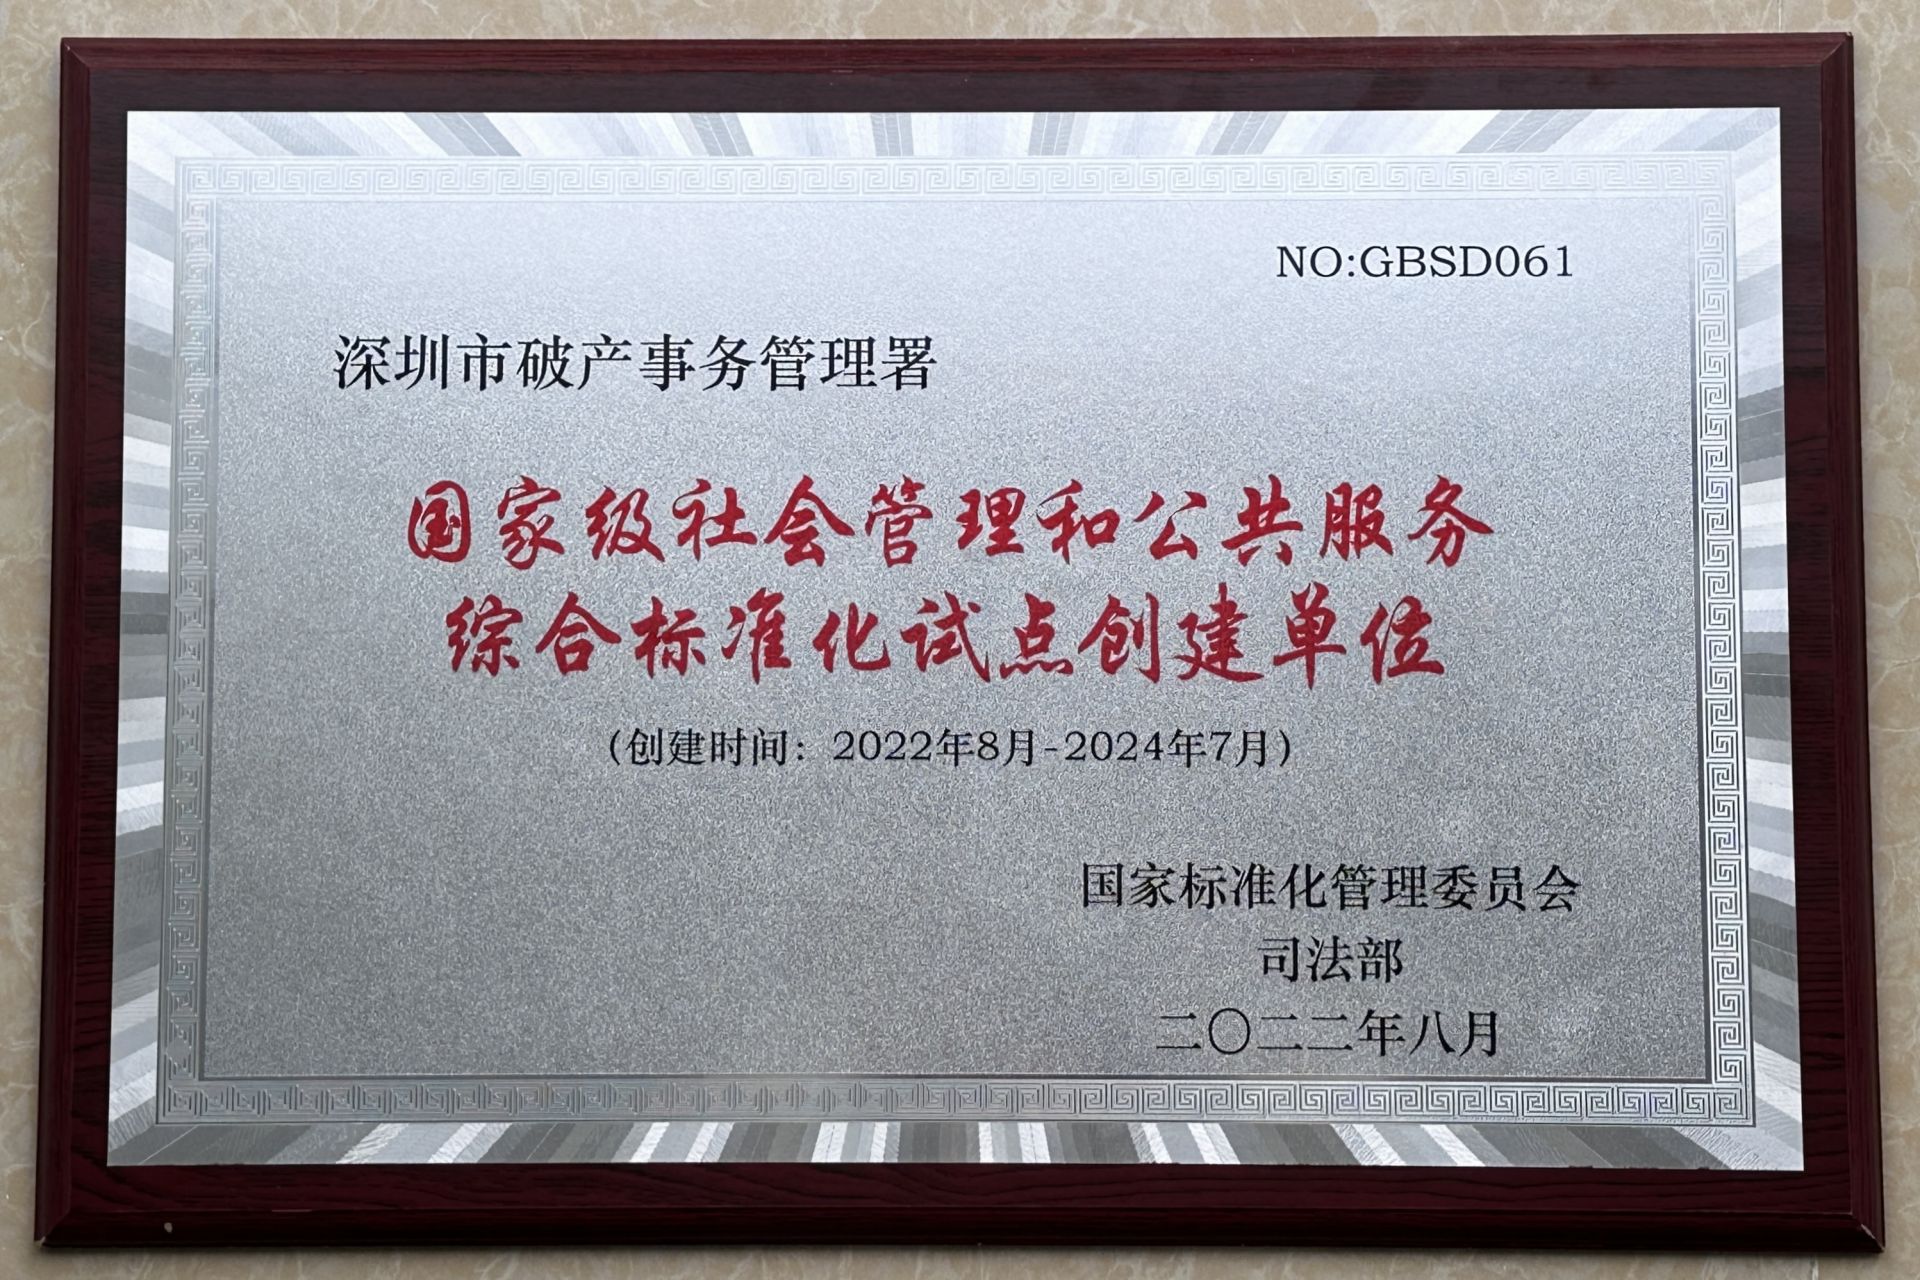 NO:GBSD061
深圳市破产事务管理署
国家级社会管理和公共服务
综合标准化试点创建单位
(创建时间：2022年8月-2024年7月)
国家标准化管理委员会
司法部
二〇二二年八月